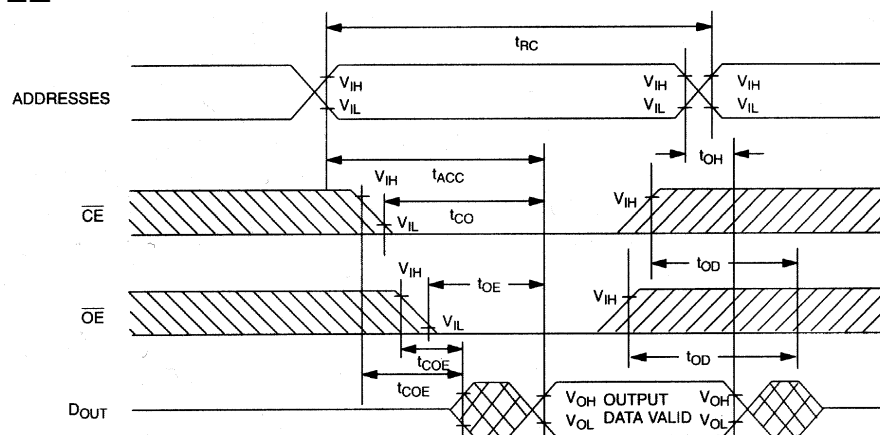 tRC
ADDRESSES
VIH VIH VIH
VIL VIL VIL
tOH
tACC
VIH
CE VIL tCO VIH
tOD
VIH
tOE
OE VIL VIH
tCOE tOD
tCOE
DOUT VOH OUTPUT VOH
VOL DATA VALID VOL